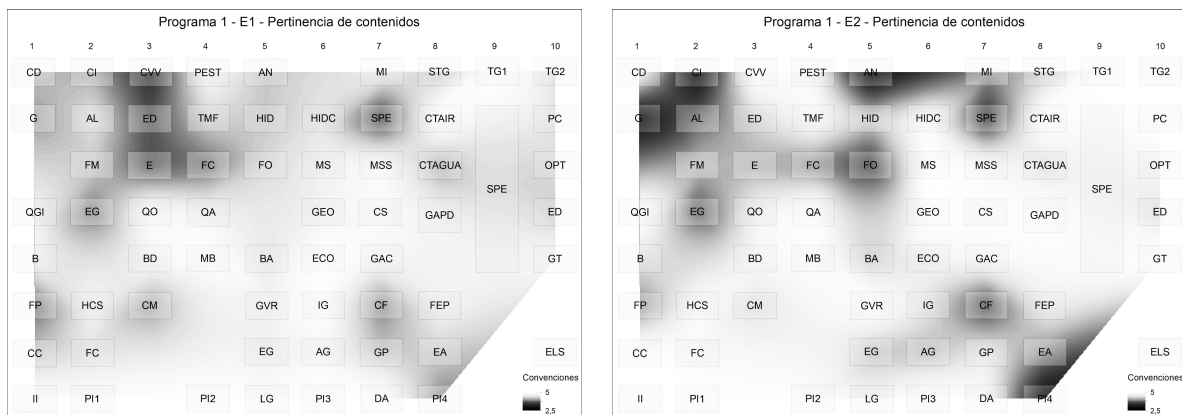 Programa 1 - E1 - Pertinencia de contenidos
1 2 3 4 5 6 7 8 9 10
CD CI CVV PEST AN MI STG TG1 TG2
G AL ED TMF HID HIDC SPE CTAIR PC
FM E FC FO MS MSS CTAGUA OPT
SPE
QGI EG QO QA GEO CS GAPD ED
B BD MB BA ECO GAC GT
FP HCS CM GVR IG CF FEP
CC FC EG AG GP EA ELS
Convenciones
5
2,5
II PI1 PI2 LG PI3 DA PI4
Programa 1 - E2 - Pertinencia de contenidos
1 2 3 4 5 6 7 8 9 10
CD CI CVV PEST AN MI STG TG1 TG2
G AL ED TMF HID HIDC SPE CTAIR PC
FM E FC FO MS MSS CTAGUA OPT
SPE
QGI EG QO QA GEO CS GAPD ED
B BD MB BA ECO GAC GT
FP HCS CM GVR IG CF FEP
CC FC EG AG GP EA ELS
Convenciones
5
2,5
II PI1 PI2 LG PI3 DA PI4